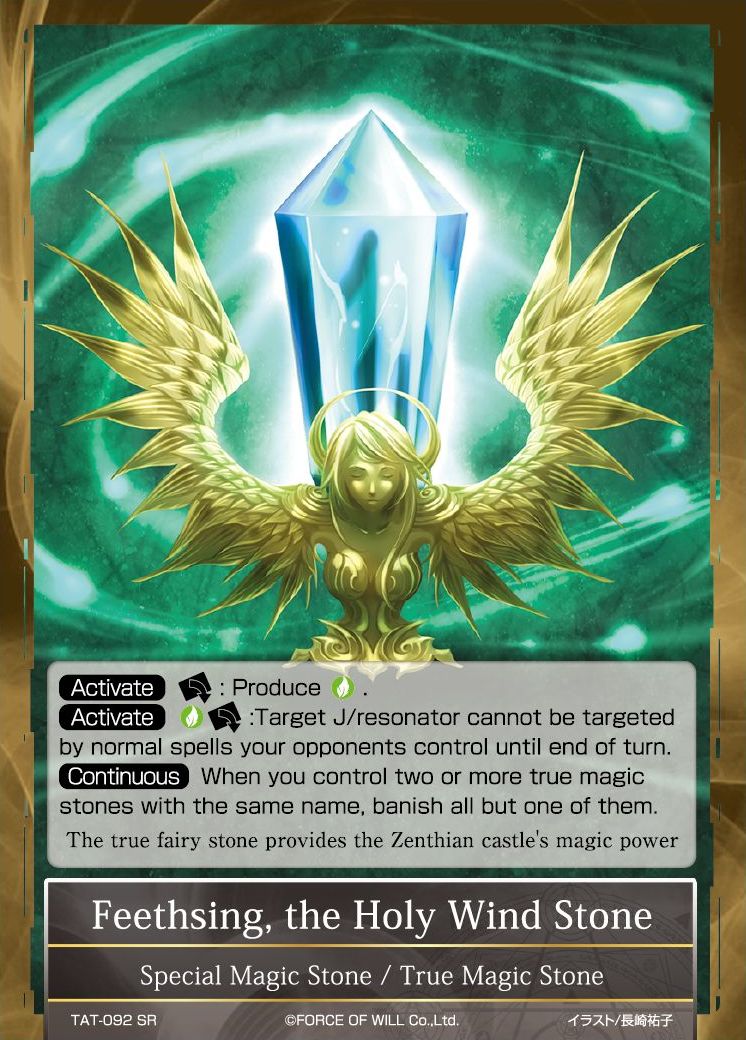 Activate : Produce .
Activate :Target J/resonator cannot be targeted
by normal spells your opponents control until end of turn.
Continuous When you control two or more true magic
stones with the same name, banish all but one of them.
The true fairy stone provides the Zenthian castle's magic power
Feethsing, the Holy Wind Stone
Special Magic Stone / True Magic Stone
TAT-092 SR ©FORCE OF WILL Co.,Ltd. イラスト/長崎祐子